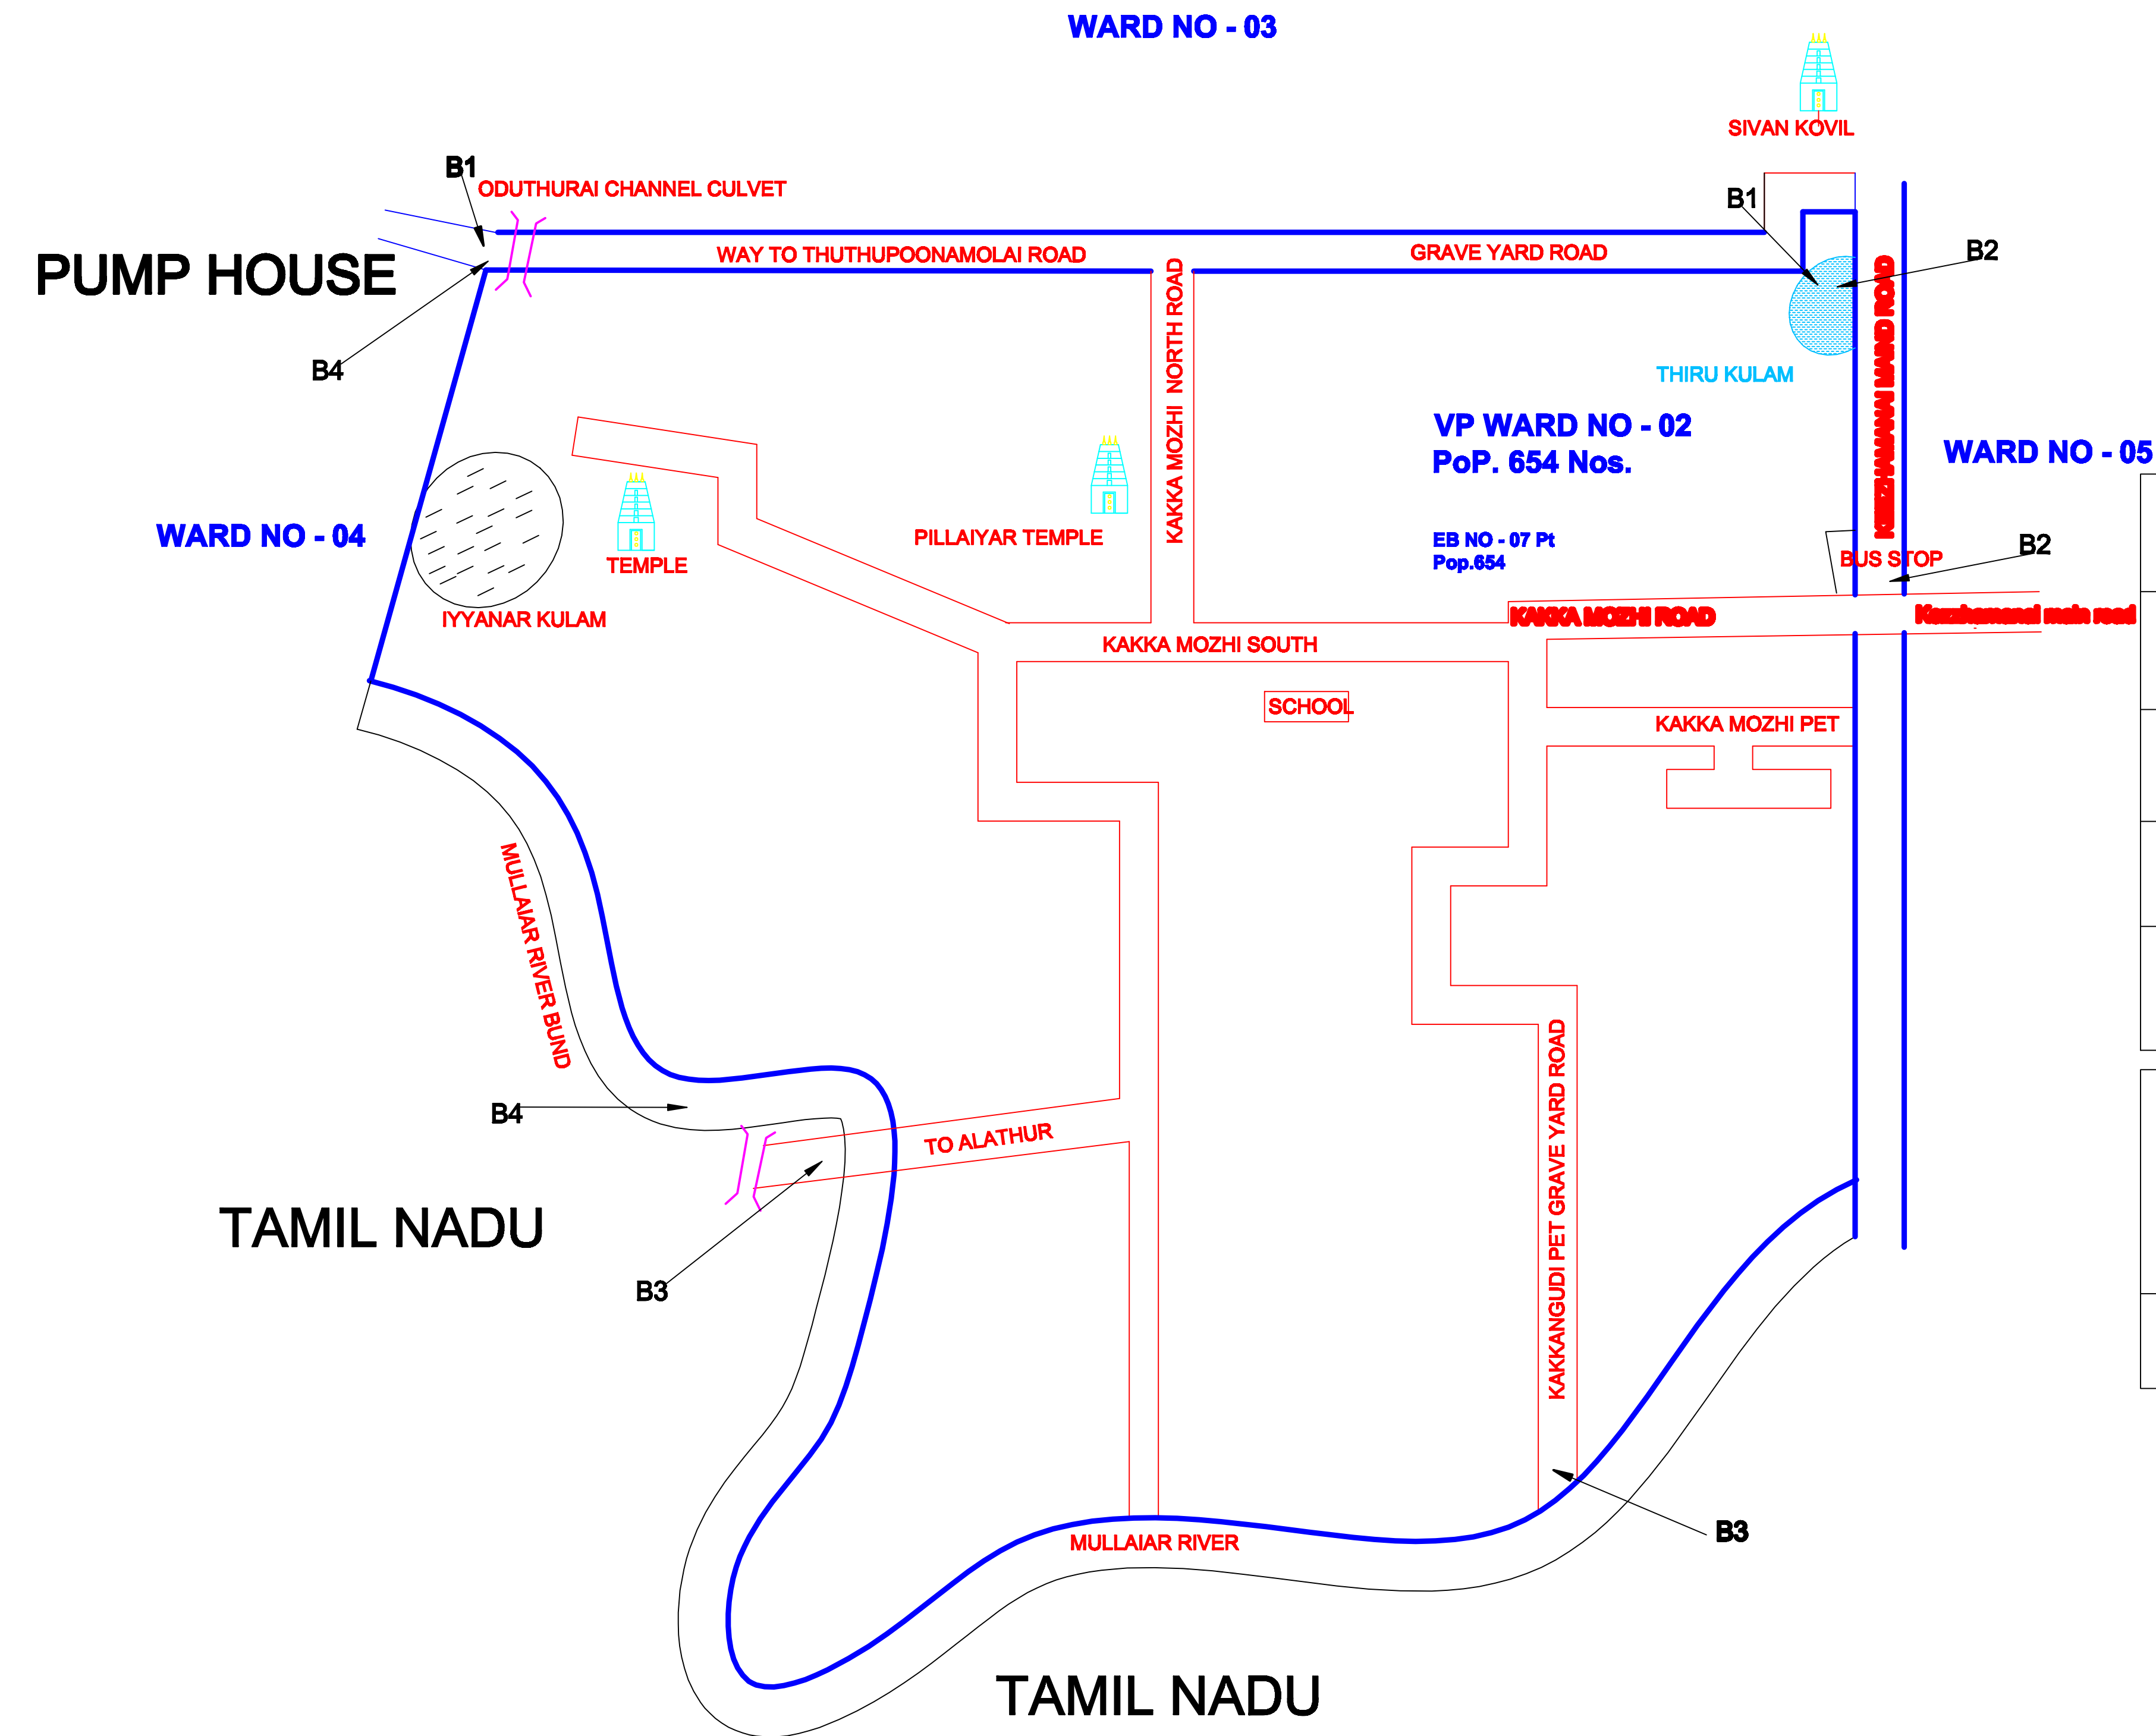 WARD NO - 03
SIVAN KOVIL
B1
ODUTHURAI CHANNEL CULVET
B1
PUMP HOUSE
WAY TO THUTHUPOONAMOLAI ROAD
GRAVE YARD ROAD
B2
B4
KAKKA MOZHI NORTH ROAD
THIRU KULAM
VP WARD NO - 02
PoP. 654 Nos.
WARD NO - 05
WARD NO - 04
TEMPLE
PILLAIYAR TEMPLE
EB NO - 07 Pt
Pop.654
BUS STOP
B2
IYYANAR KULAM
KAKKA MOZHI ROAD
main road
KAKKA MOZHI SOUTH
SCHOOL
KAKKA MOZHI PET
MULLAIAR RIVER BUND
B4
TO ALATHUR
KAKKANGUDI PET GRAVE YARD ROAD
TAMIL NADU
B3
B3
MULLAIAR RIVER
TAMIL NADU